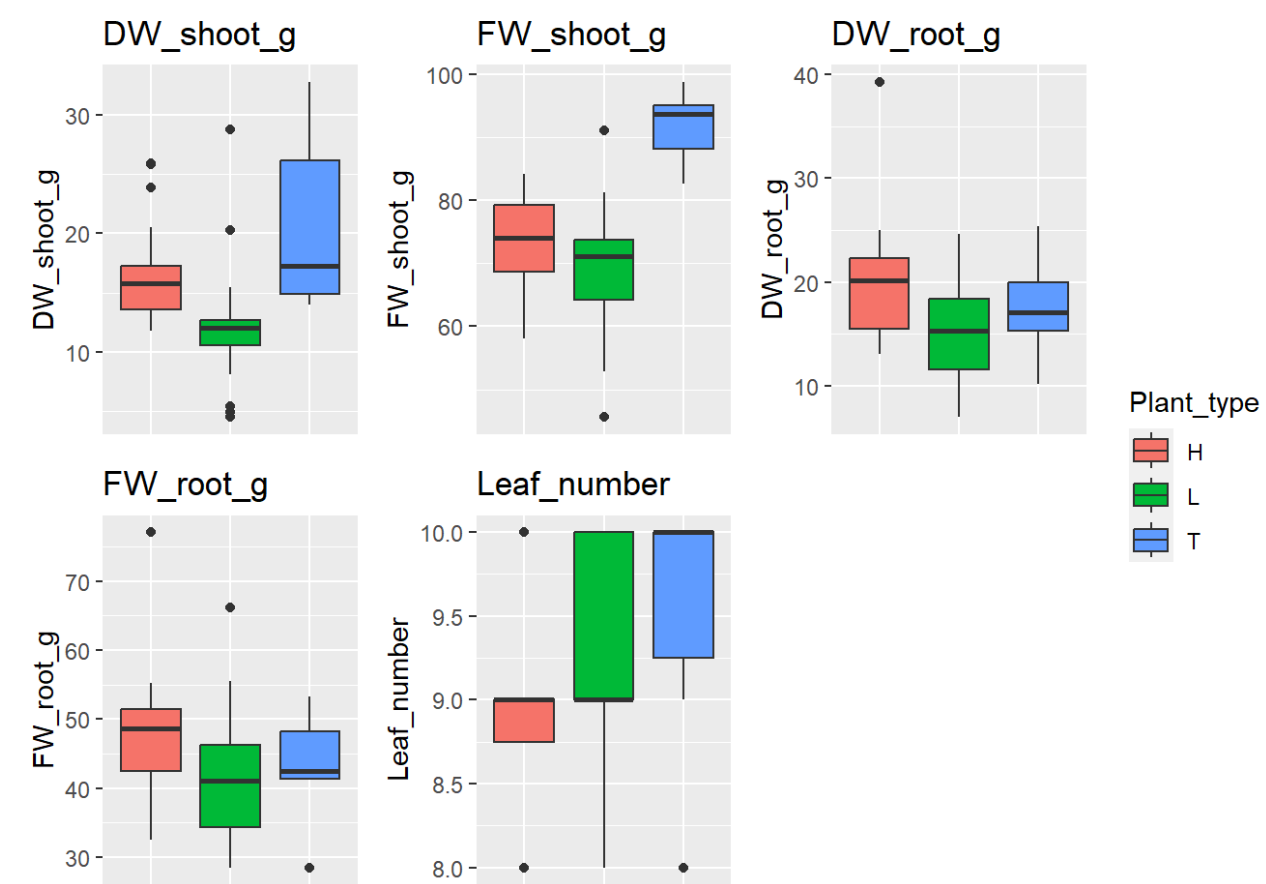 DW_shoot_g
DW_shoot_g
30
20
10
FW_shoot_g
FW_shoot_g
100
80
60
DW_root_g
DW_root_g
40
30
20
10
FW_root_g
FW_root_g
70
60
50
40
30
Leaf_number
Leaf_number
10.0
9.5
9.0
8.5
8.0
Plant_type
H
L
T